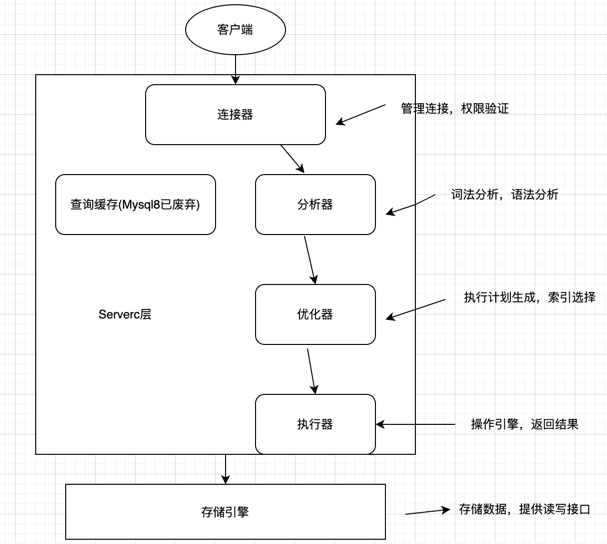 客户端
连接器
管理连接，权限验证
查询缓存(Mysql8已废弃)
分析器
词法分析，语法分析
Serverc层
优化器
执行计划生成，索引选择
执行器
操作引擎，返回结果
存储引擎
存储数据，提供读写接口